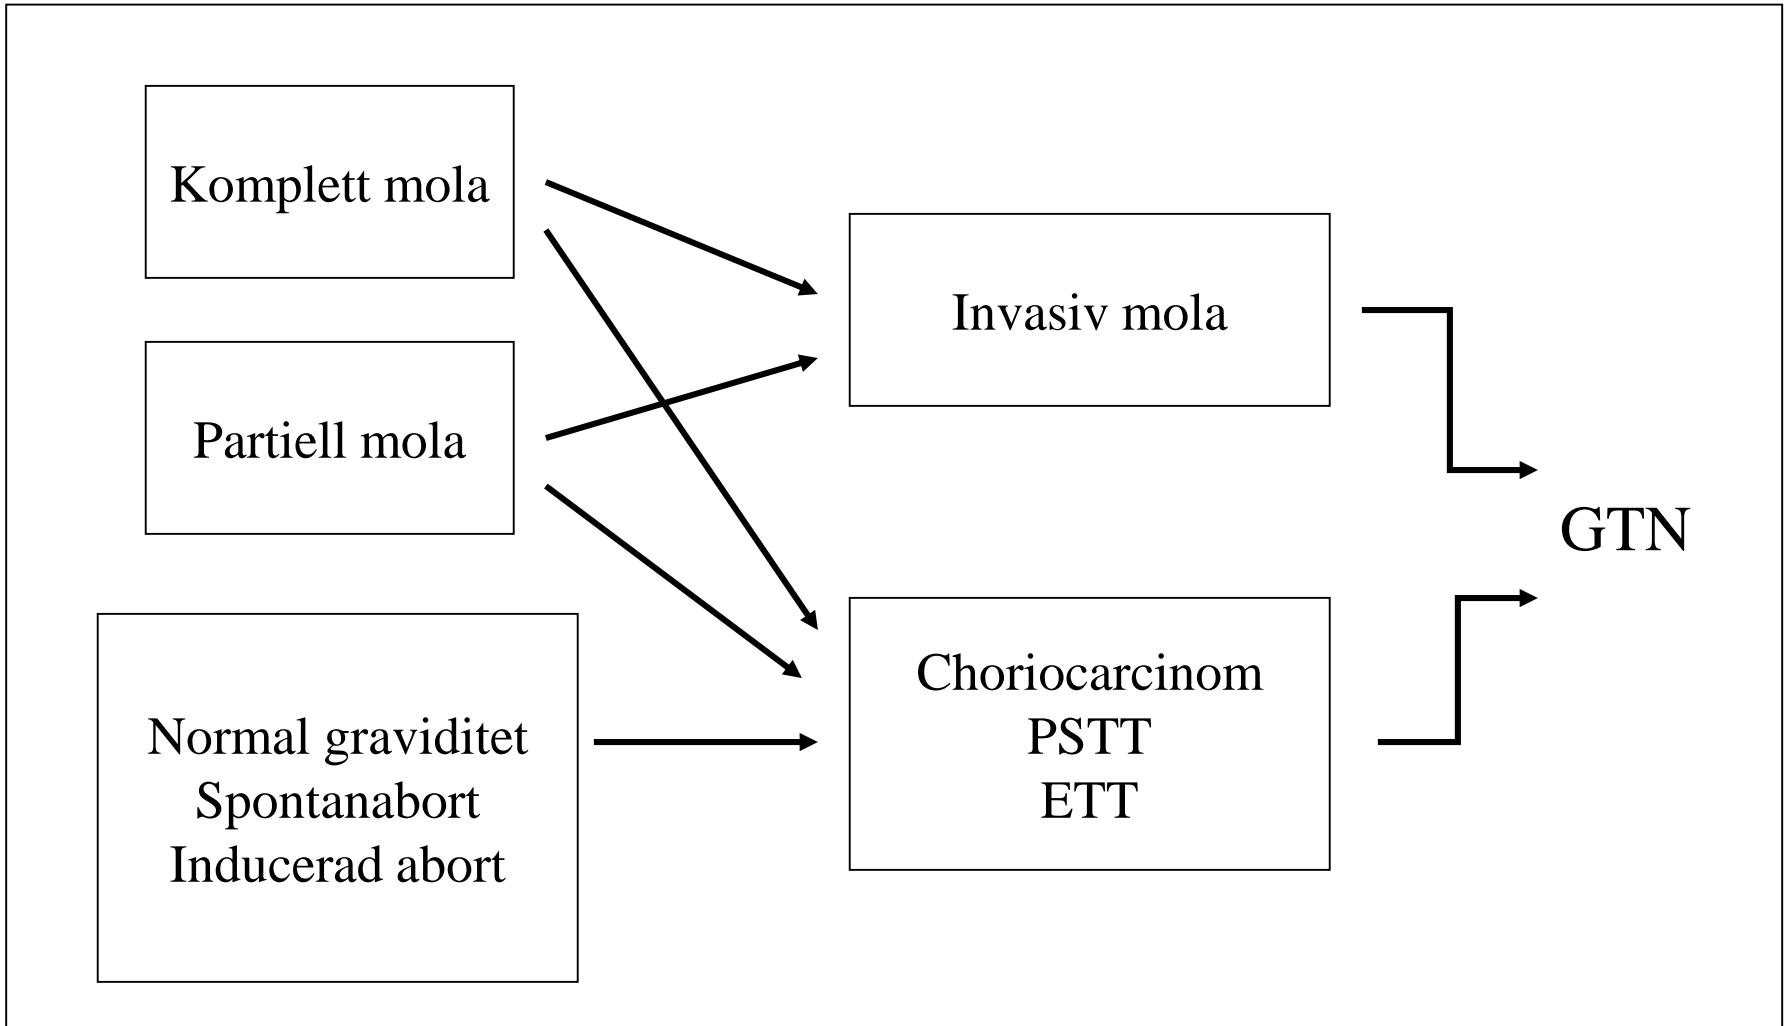 Komplett mola
Partiell mola
Normal graviditet
Spontanabort
Inducerad abort
Invasiv mola
Choriocarcinom
PSTT
ETT
GTN